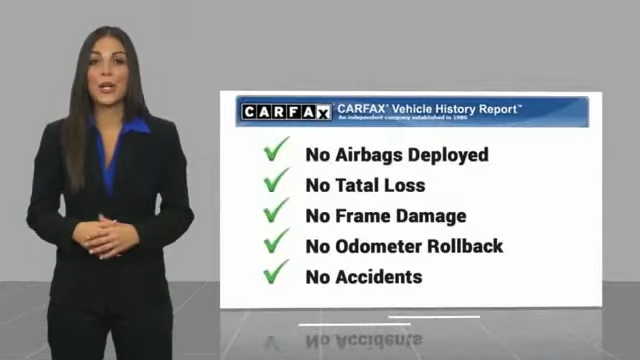 CARFAX CARFAX Vehicle History Report™
An independent company established in 1986
No Airbags Deployed
No Tatal Loss
No Frame Damage
No Odometer Rollback
No Accidents